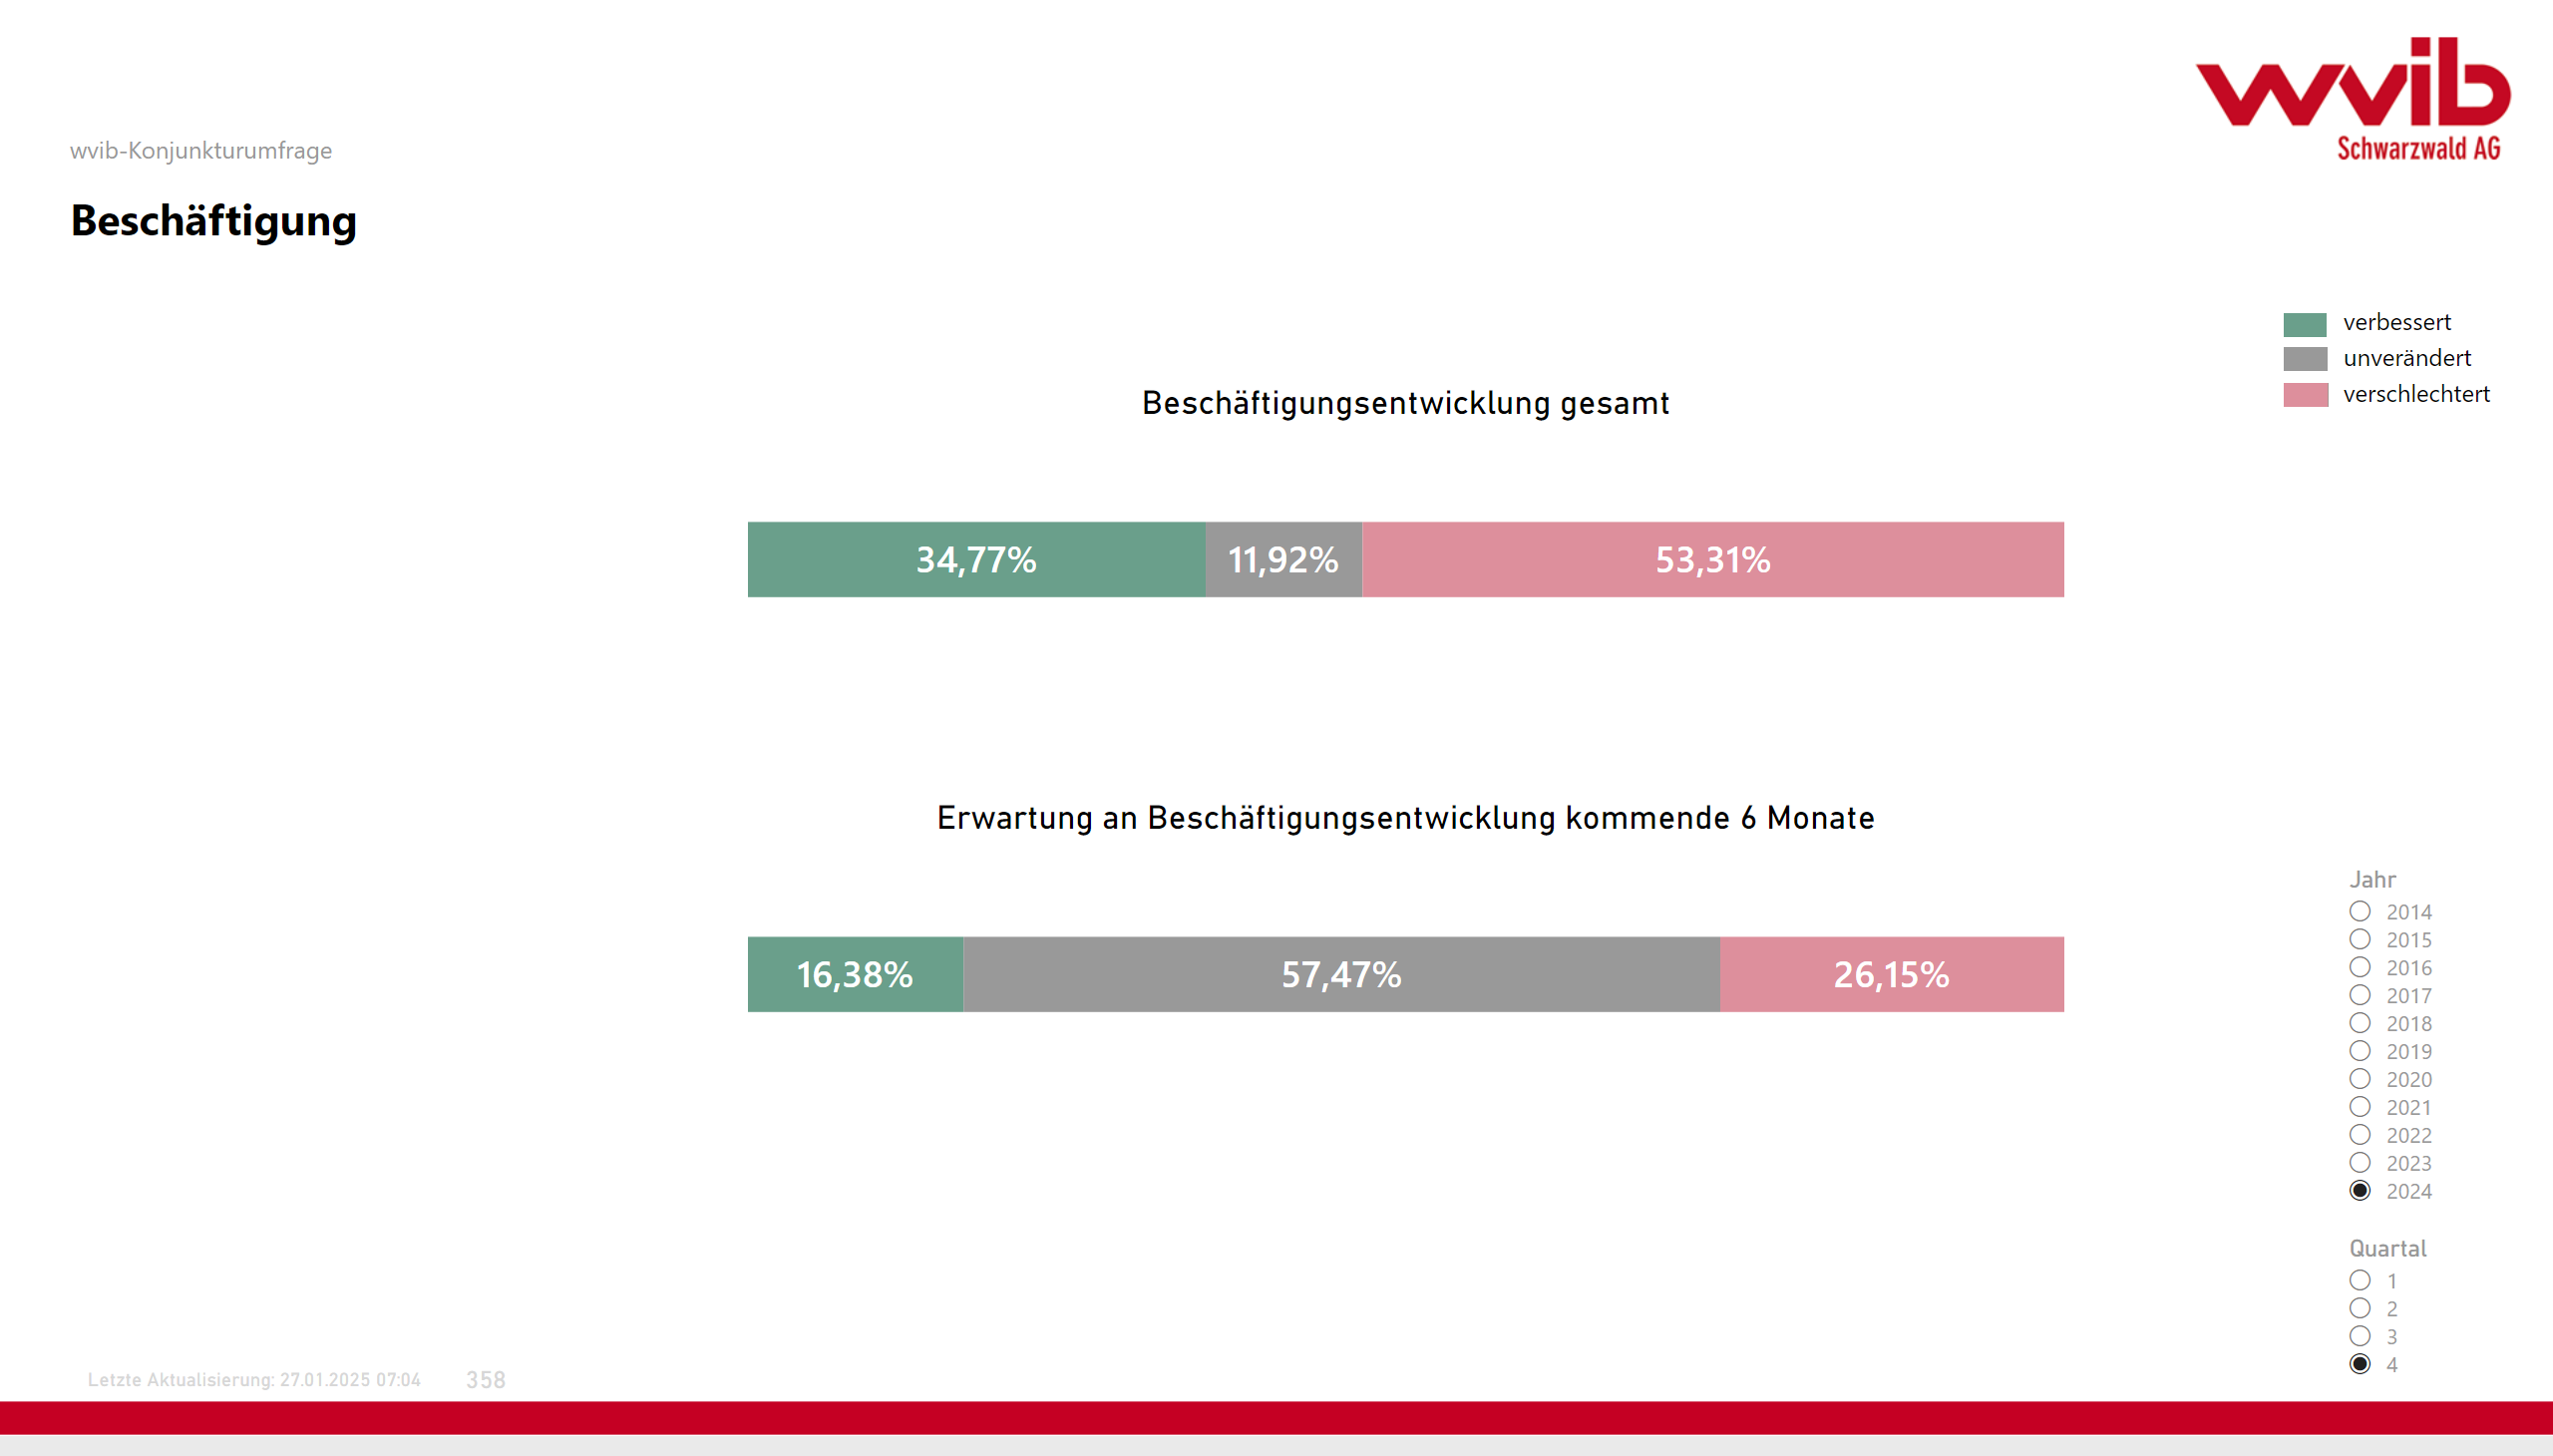 wvib
Schwarzwald AG
wvib-Konjunkturumfrage
Beschäftigung
verbessert
unverändert
verschlechtert
Beschäftigungsentwicklung gesamt
34,77% 11,92% 53,31%
Erwartung an Beschäftigungsentwicklung kommende 6 Monate
16,38% 57,47% 26,15%
Jahr
2014
2015
2016
2017
2018
2019
2020
2021
2022
2023
2024
Quartal
1
2
3
4
Letzte Aktualisierung: 27.01.2025 07:04 358